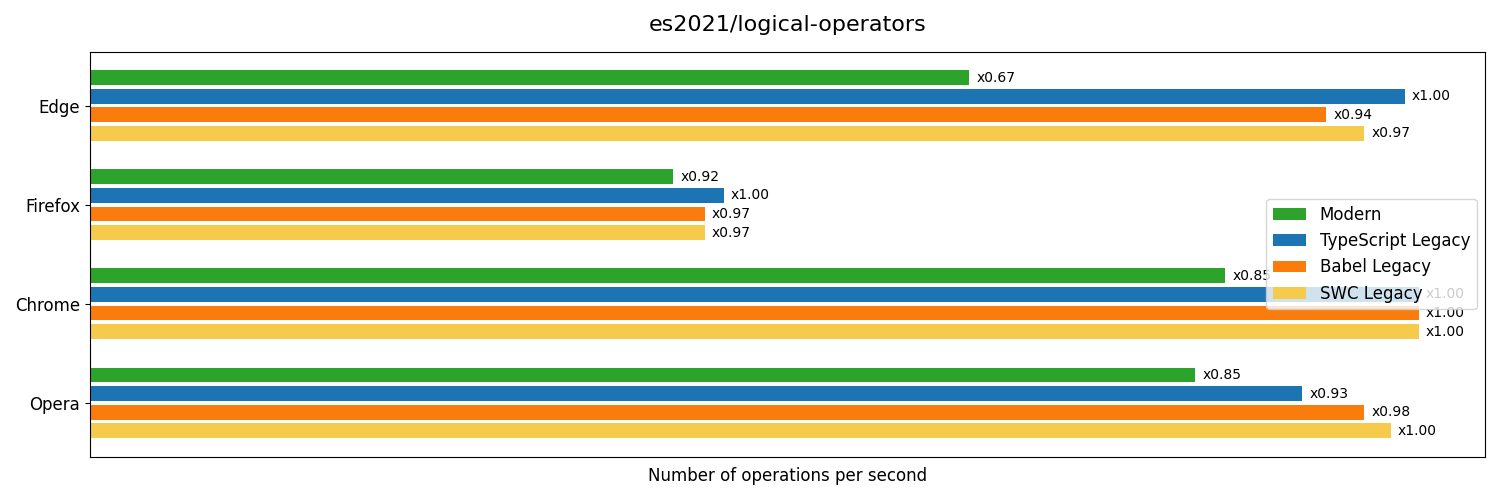 es2021/logical-operators
Edge
x0.67
x1.00
x0.94
x0.97
Firefox
x0.92
x1.00
x0.97
x0.97
Chrome
x0.85
x1.00
x1.00
x1.00
Opera
x0.85
x0.93
x0.98
x1.00
Modern
TypeScript Legacy
Babel Legacy
SWC Legacy
Number of operations per second